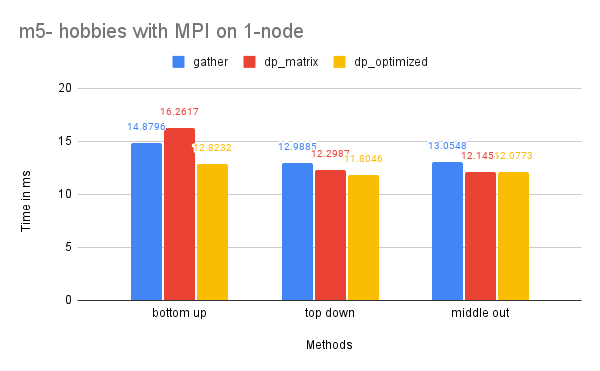 m5- hobbies with MPI on 1-node
gather dp_matrix dp_optimized
20
15
10
5
0
Time in ms
14.8796
16.2617
12.8232
12.9885
12.2987
11.8046
13.0548
12.145
12.0773
bottom up
top down
middle out
Methods